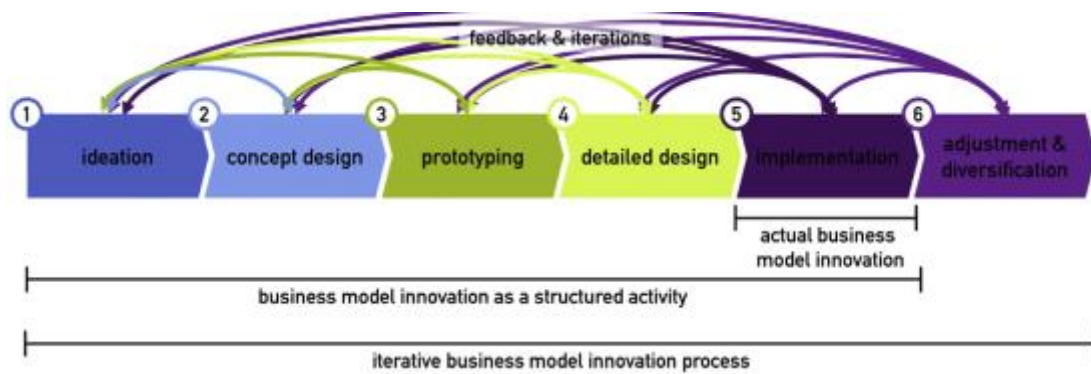 feedback & iterations
1
2
3
4
5
6
ideation
concept design
prototyping
detailed design
implementation
adjustment &
diversification
actual business
model innovation
business model innovation as a structured activity
iterative business model innovation process